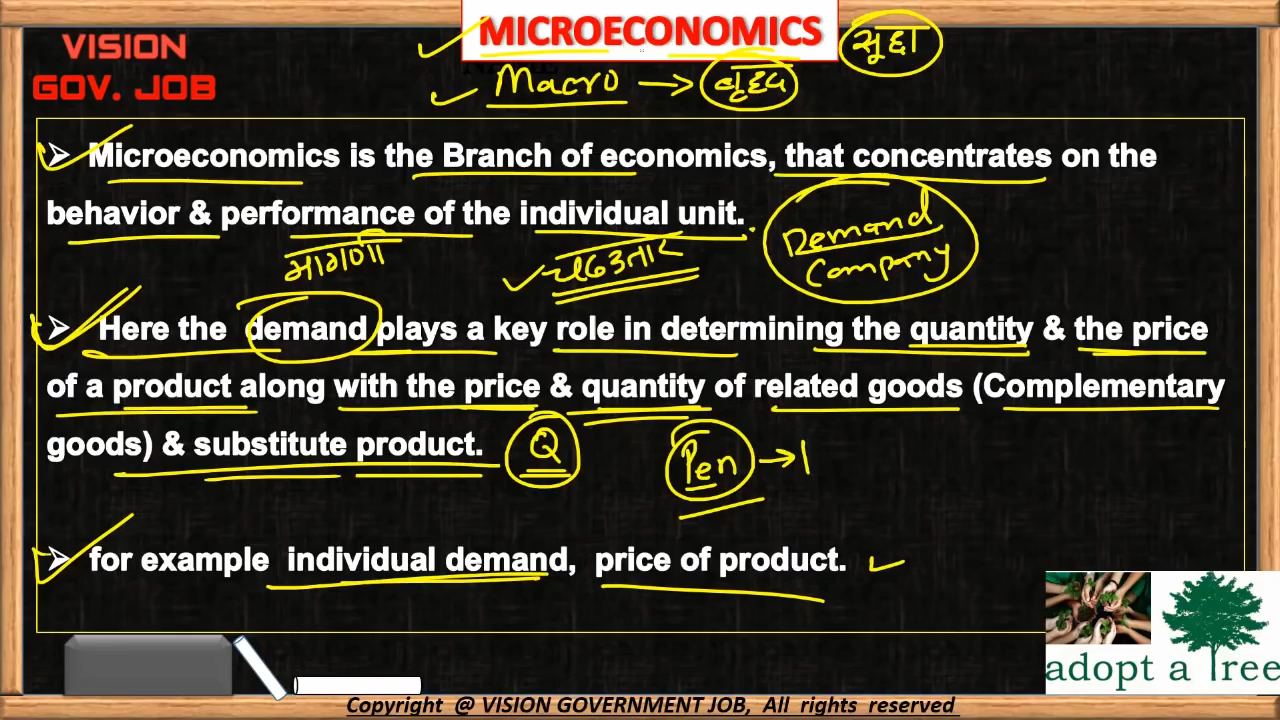 MICROECONOMICS
VISION
GOV. JOB
Macro →
➢ Microeconomics is the Branch of economics, that concentrates on the
behavior & performance of the individual unit.
Demand
Company
➢ Here the demand plays a key role in determining the quantity & the price
of a product along with the price & quantity of related goods (Complementary
goods) & substitute product.
Q
Pen → 1
➢ for example individual demand, price of product.
adopt a Tree
Copyright @ VISION GOVERNMENT JOB, All rights reserved